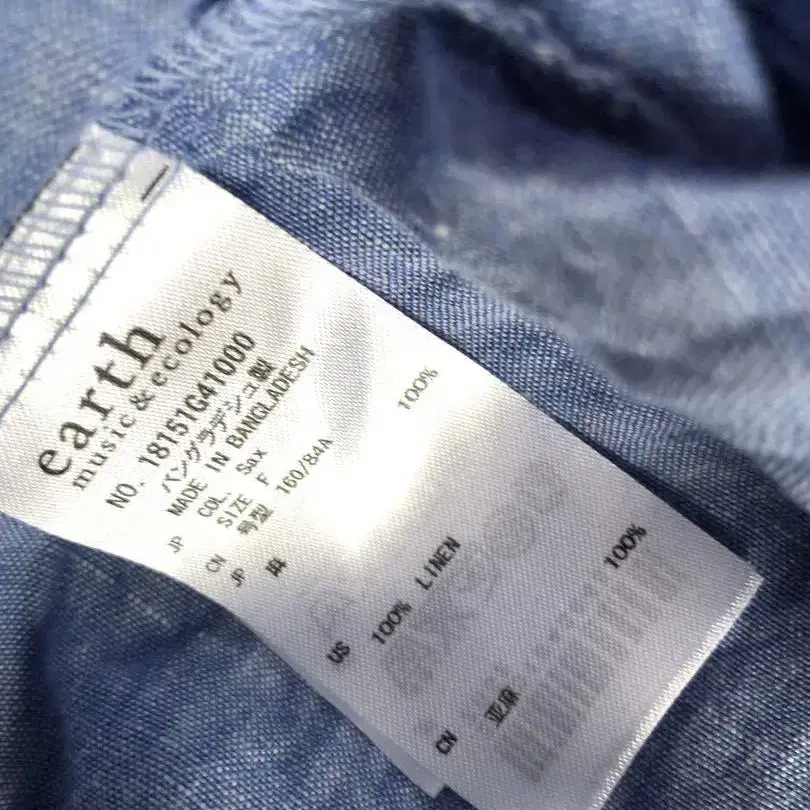 earth
music & ecology
NO. 18151G41000
バングラデシュ製
MADE IN BANGLADESH
COL. Sax
JP SIZE F
CN 号型 160/84A
JP 麻 100%
US 100% LINEN
CN 亚麻 100%